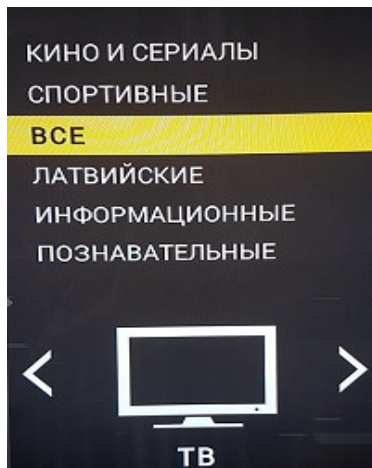 КИНО И СЕРИАЛЫ
СПОРТИВНЫЕ
ВСЕ
ЛАТВИЙСКИЕ
ИНФОРМАЦИОННЫЕ
ПОЗНАВАТЕЛЬНЫЕ
ТВ